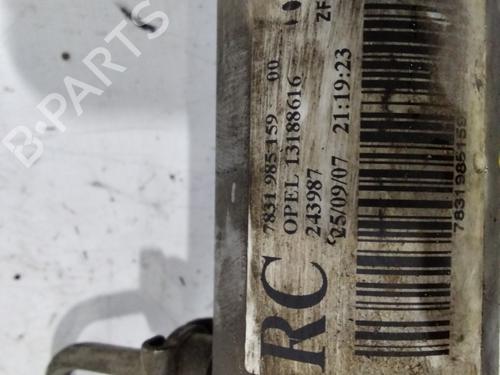 B-PARTS
ZF
7831 985 159 00
OPEL 13188616
243987
25/09/07 21:19:23
RC
7831985159